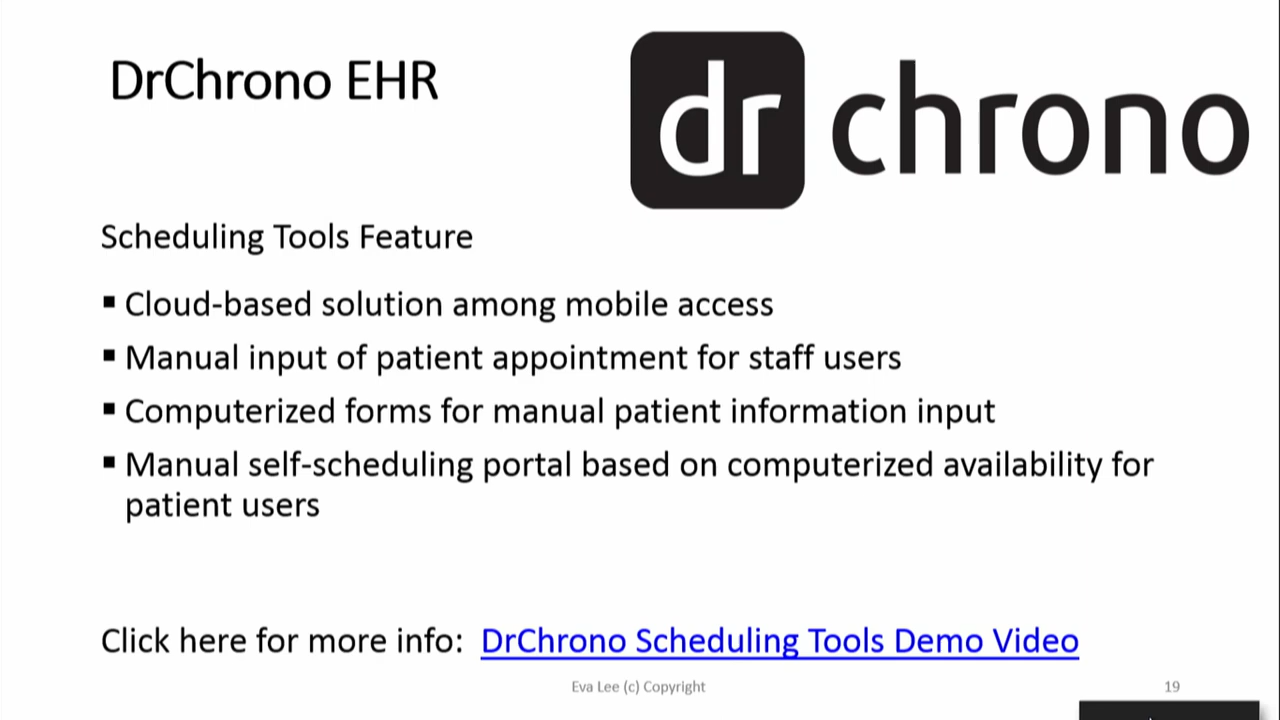 DrChrono EHR
dr chrono
Scheduling Tools Feature
▪ Cloud-based solution among mobile access
▪ Manual input of patient appointment for staff users
▪ Computerized forms for manual patient information input
▪ Manual self-scheduling portal based on computerized availability for
patient users
Click here for more info: DrChrono Scheduling Tools Demo Video
Eva Lee (c) Copyright
19